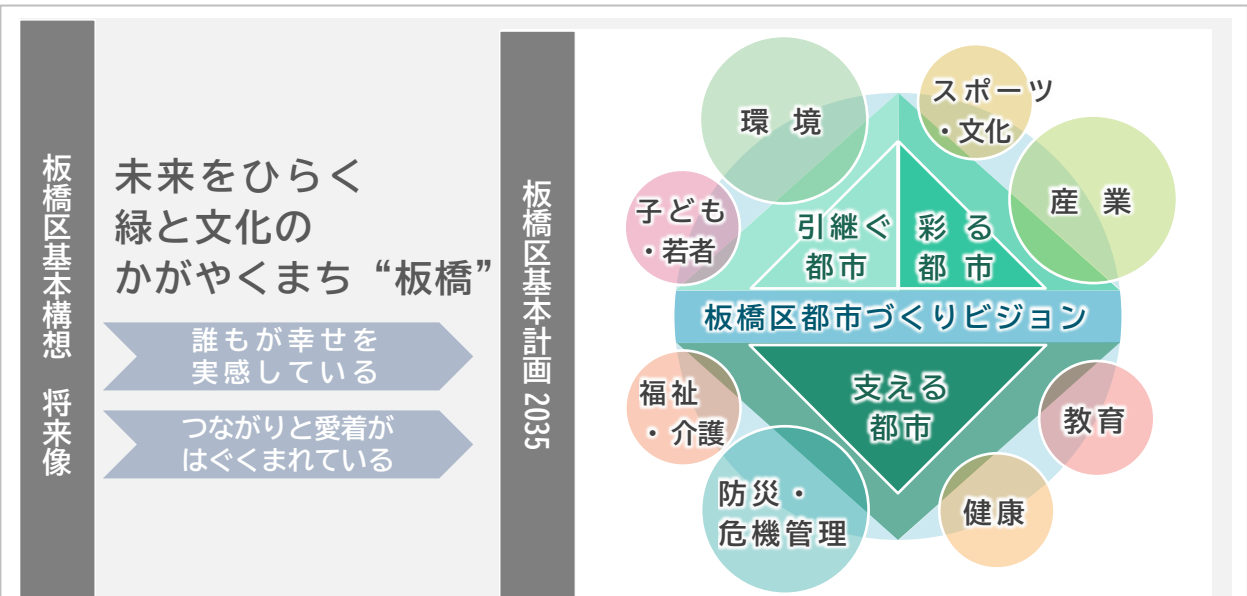 板橋区基本構想 将来像
未来をひらく
緑と文化の
かがやくまち“板橋”
誰もが幸せを
実感している
つながりと愛着が
はぐくまれている
板橋区基本計画 2035
環 境
スポーツ
・文化
産 業
子ども
・若者
引継ぐ
都市
彩 る
都 市
板橋区都市づくりビジョン
支える
都市
福祉
・介護
教育
防災・
危機管理
健康